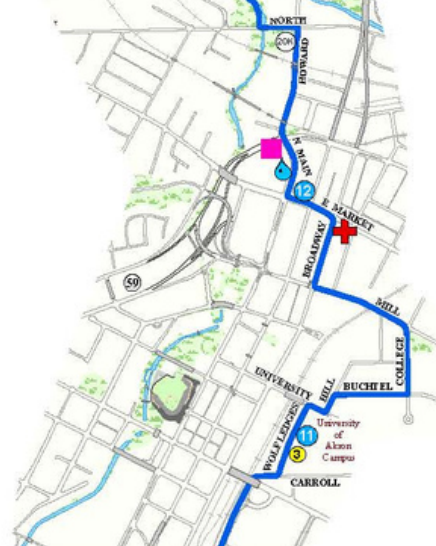 NORTH
20K
HOWARD
N MAIN
12
E MARKET
BROADWAY
59
MILL
COLLEGE
UNIVERSITY
HILL
BUCHTEL
WOLF LEDGES
11
University
of
Akron
Campus
3
CARROLL